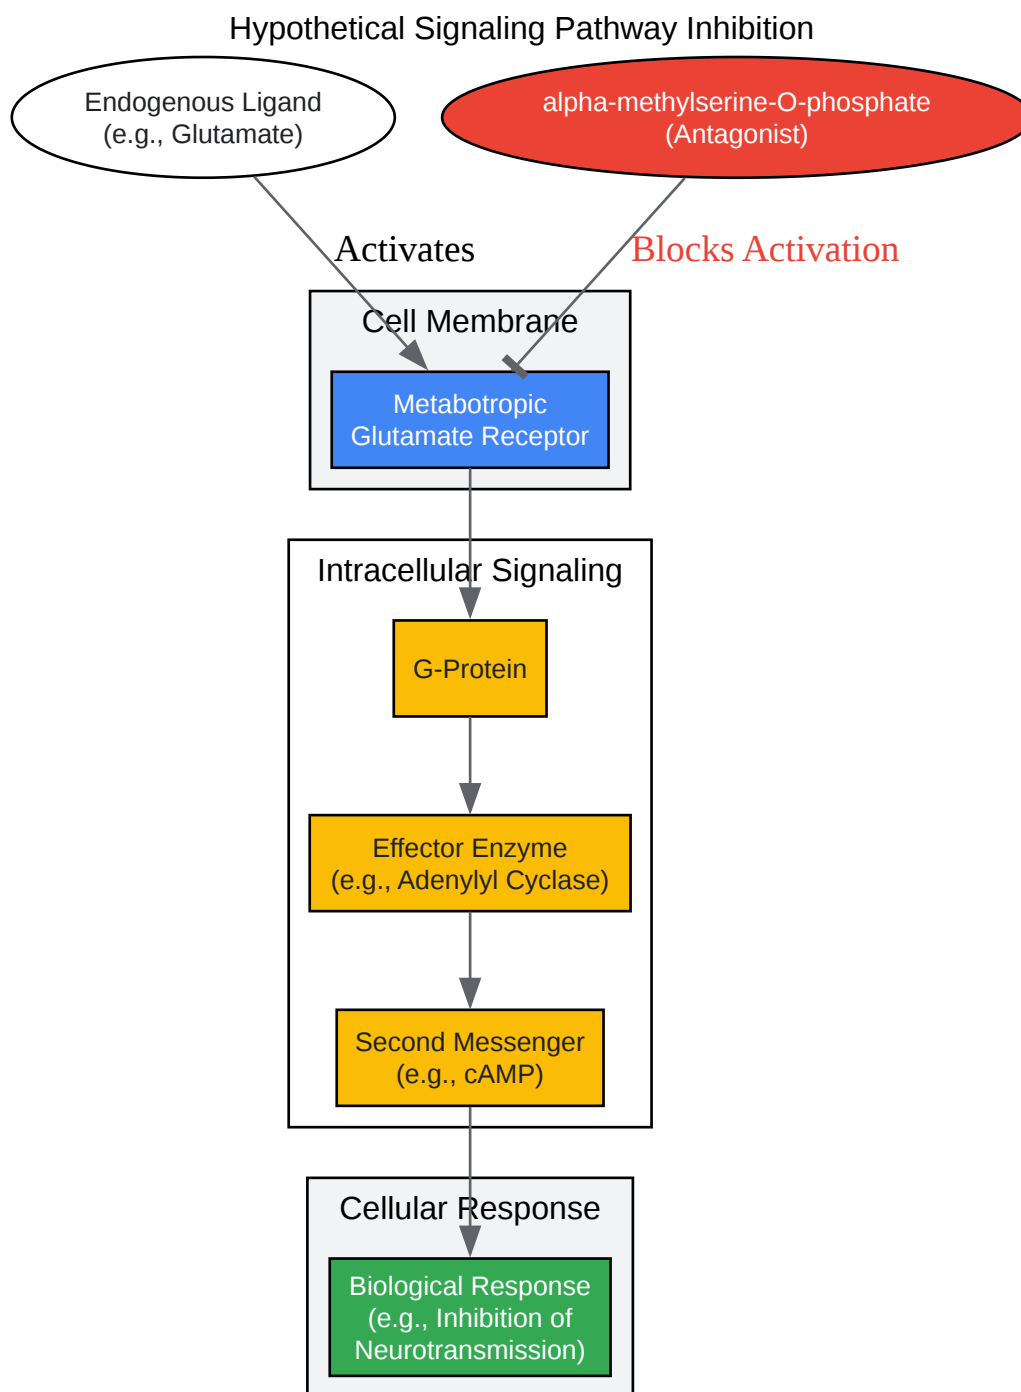 Hypothetical Signaling Pathway Inhibition
Endogenous Ligand
(e.g., Glutamate)
alpha-methylserine-O-phosphate
(Antagonist)
Activates
Blocks Activation
Cell Membrane
Metabotropic
Glutamate Receptor
Intracellular Signaling
G-Protein
Effector Enzyme
(e.g., Adenylyl Cyclase)
Second Messenger
(e.g., cAMP)
Cellular Response
Biological Response
(e.g., Inhibition of
Neurotransmission)